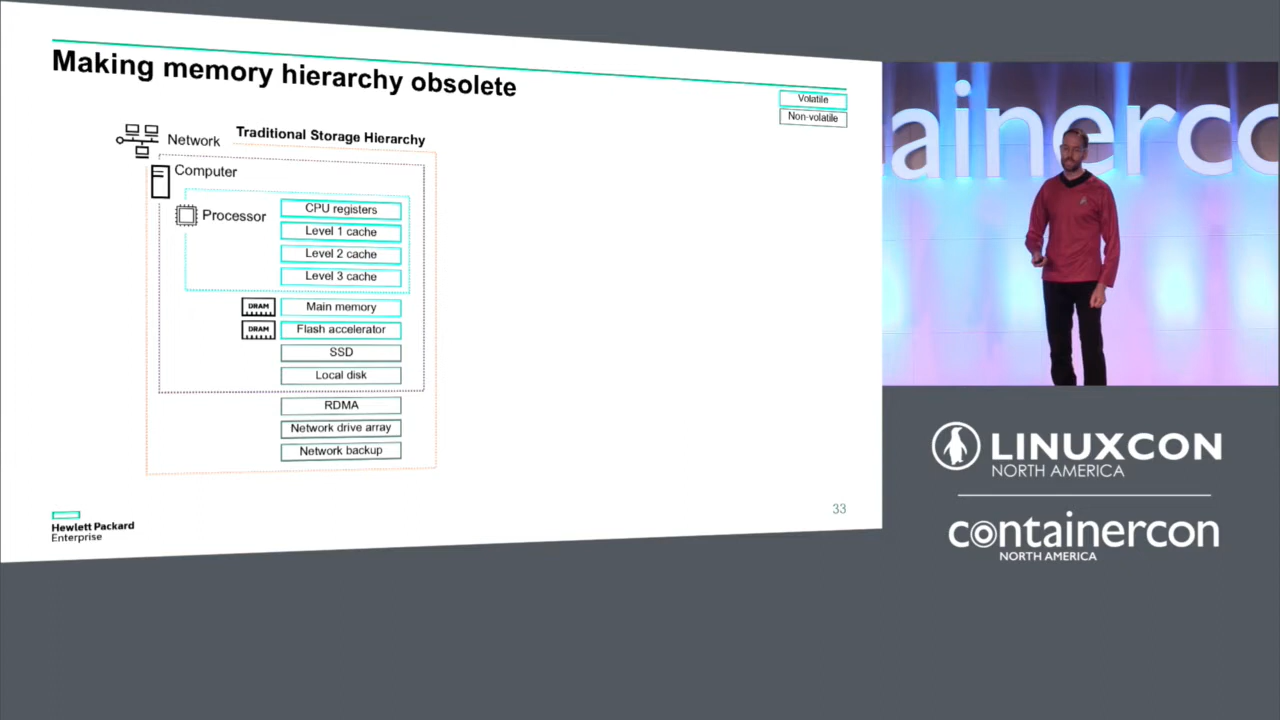 Making memory hierarchy obsolete
Volatile
Non-volatile
Network
Traditional Storage Hierarchy
Computer
Processor
CPU registers
Level 1 cache
Level 2 cache
Level 3 cache
DRAM
Main memory
DRAM
Flash accelerator
SSD
Local disk
RDMA
Network drive array
Network backup
Hewlett Packard
Enterprise
33
ainerco
LINUXCON
NORTH AMERICA
containercon
NORTH AMERICA